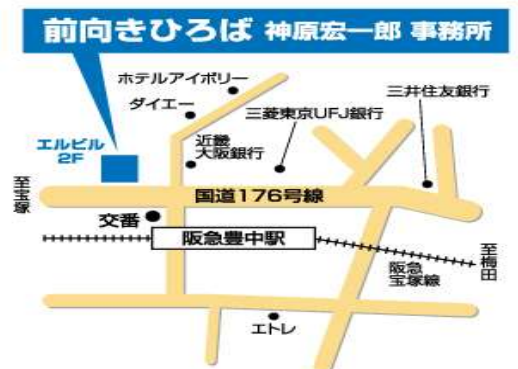 前向きひろば 神原宏一郎 事務所
ホテルアイボリー
ダイエー
三菱東京UFJ銀行
三井住友銀行
エルビル
2F
近畿
大阪銀行
至宝塚
国道176号線
交番
阪急豊中駅
至梅田
阪急
宝塚線
エトレ